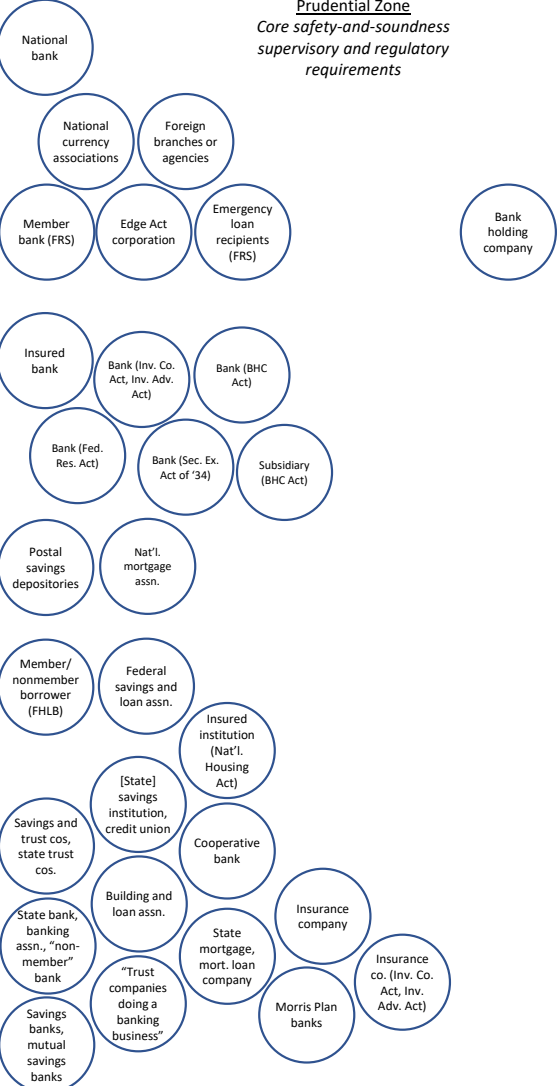 Prudential Zone
Core safety-and-soundness
supervisory and regulatory
requirements
National
bank
National
currency
associations
Foreign
branches or
agencies
Member
bank (FRS)
Edge Act
corporation
Emergency
loan
recipients
(FRS)
Bank
holding
company
Insured
bank
Bank (Inv. Co.
Act, Inv. Adv.
Act)
Bank (BHC
Act)
Bank (Fed.
Res. Act)
Bank (Sec. Ex.
Act of ‘34)
Subsidiary
(BHC Act)
Postal
savings
depositories
Nat’l.
mortgage
assn.
Member/
nonmember
borrower
(FHLB)
Federal
savings and
loan assn.
Insured
institution
(Nat’l.
Housing
Act)
[State]
savings
institution,
credit union
Savings and
trust cos,
state trust
cos.
Cooperative
bank
Building and
loan assn.
Insurance
company
State bank,
banking
assn., “non-
member”
bank
State
mortgage,
mort. loan
company
Insurance
co. (Inv. Co.
Act, Inv.
Adv. Act)
“Trust
companies
doing a
banking
business”
Morris Plan
banks
Savings
banks,
mutual
savings
banks